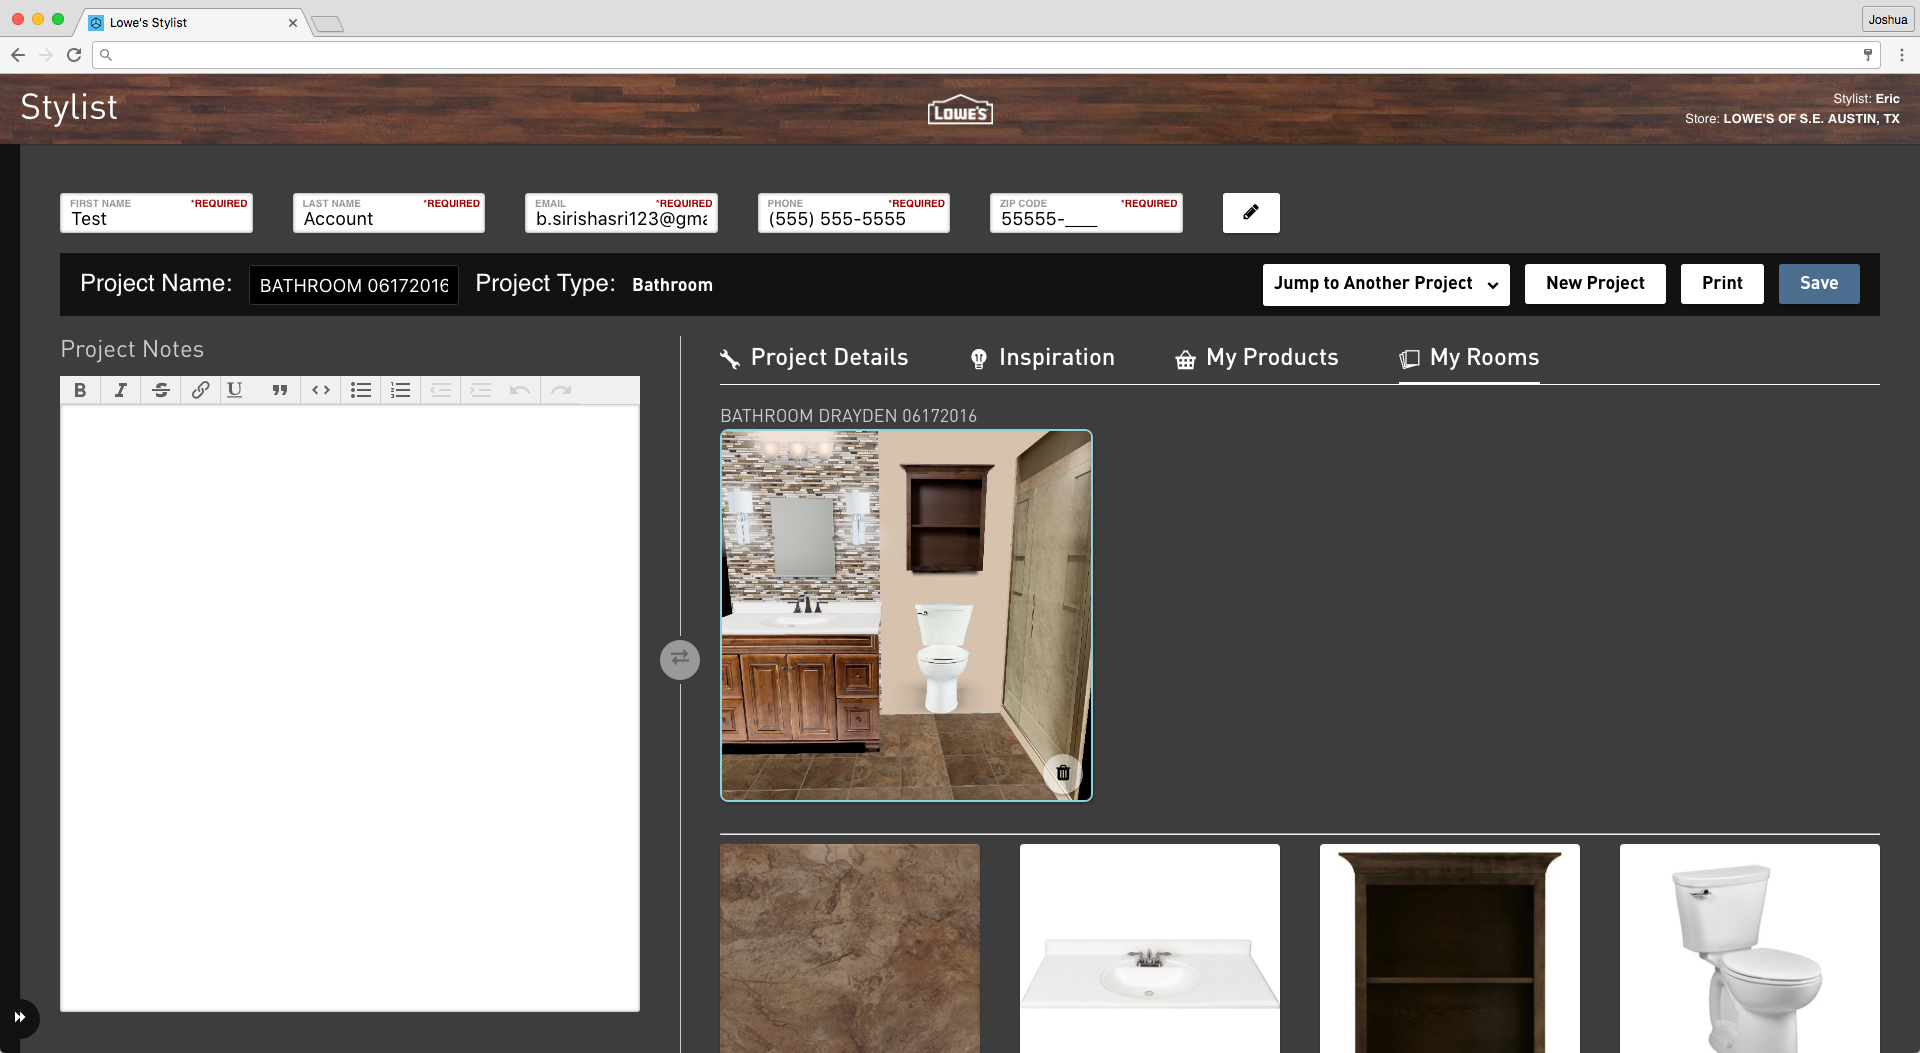 Lowe's Stylist
Joshua
Stylist
LOWE'S
Stylist: Eric
Store: LOWE'S OF S.E. AUSTIN, TX
FIRST NAME *REQUIRED
Test
LAST NAME *REQUIRED
Account
EMAIL *REQUIRED
b.sirishasri123@gma
PHONE *REQUIRED
(555) 555-5555
ZIP CODE *REQUIRED
55555-____
Project Name: BATHROOM 06172016 Project Type: Bathroom
Jump to Another Project
New Project
Print
Save
Project Notes
Project Details
Inspiration
My Products
My Rooms
BATHROOM DRAYDEN 06172016